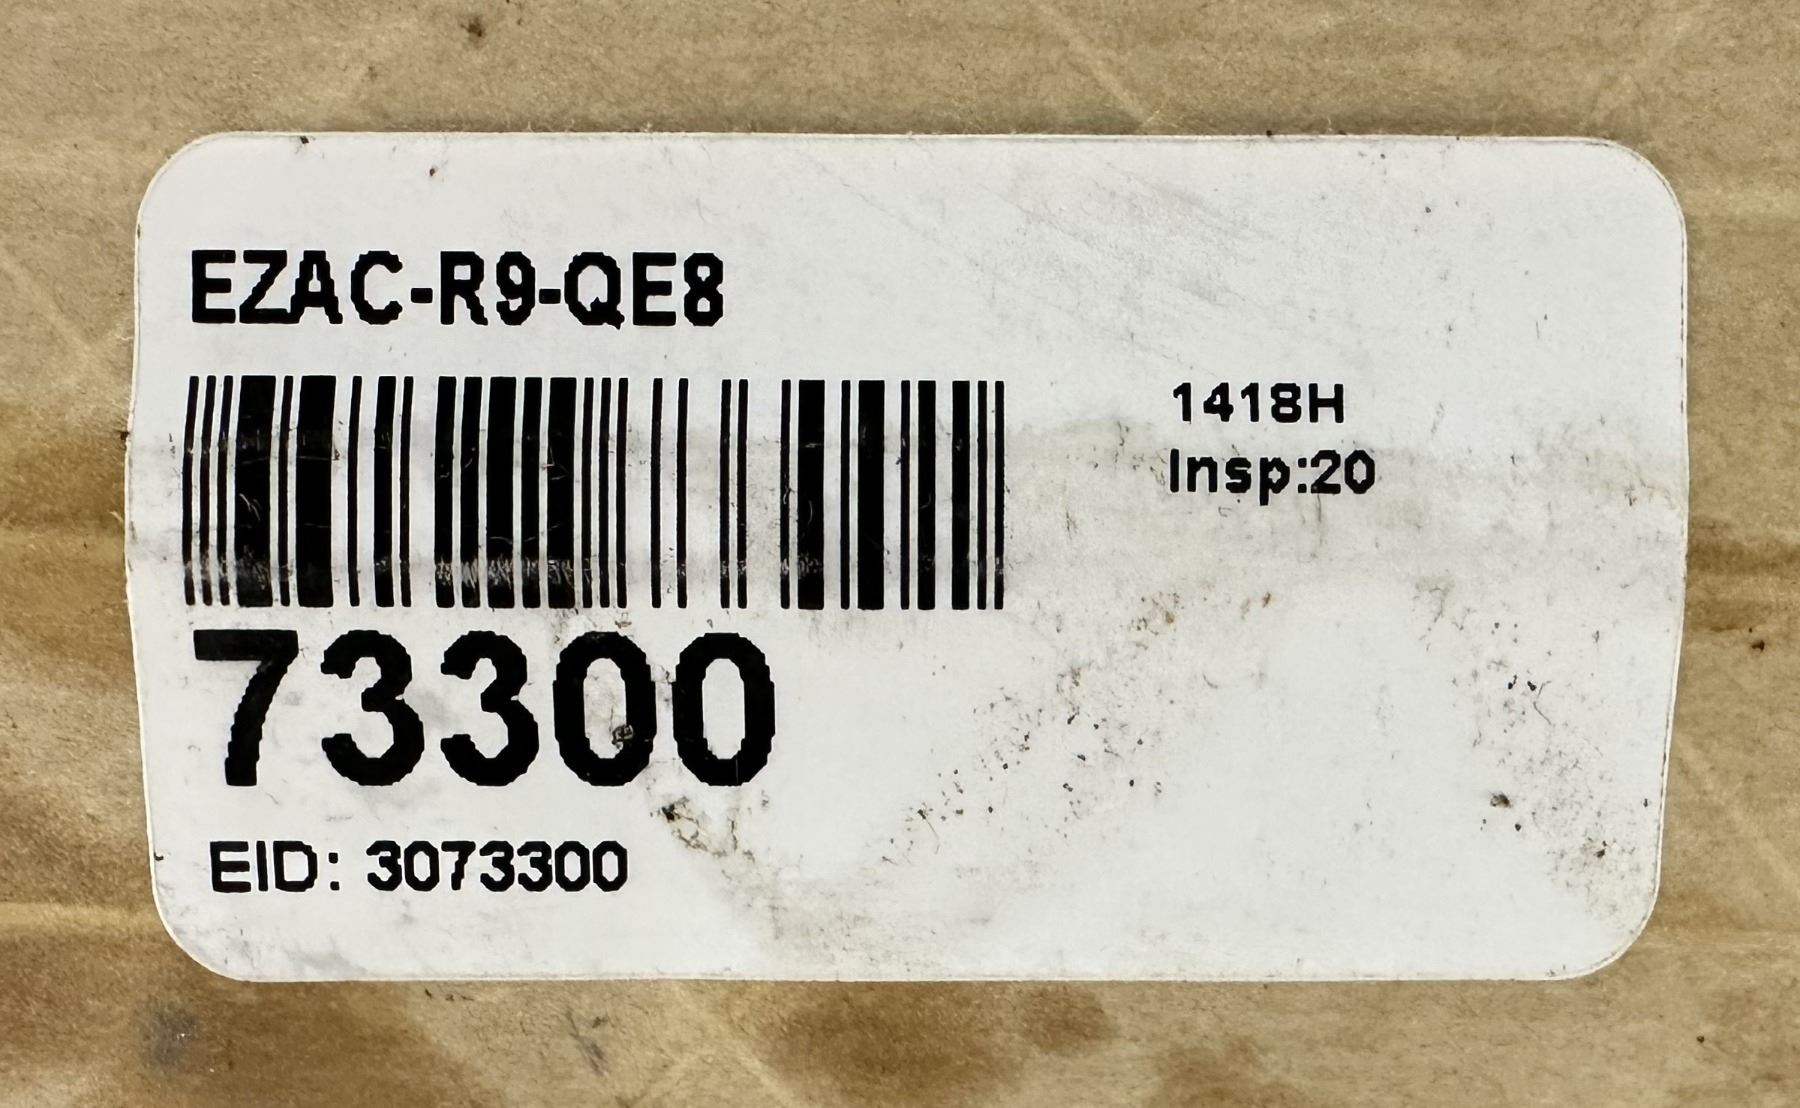 EZAC-R9-QE8
1418H
Insp:20
73300
EID: 3073300